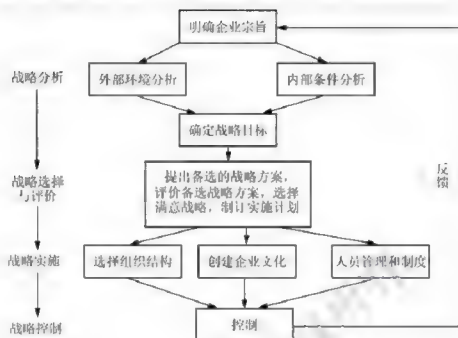 明确企业宗旨
战略分析
外部环境分析
内部条件分析
确定战略目标
战略选择
与评价
提出备选的战略方案,
评价备选战略方案,选择
满意战略,制订实施计划
反
馈
战略实施
选择组织结构
创建企业文化
人员管理和制度
战略控制
控制